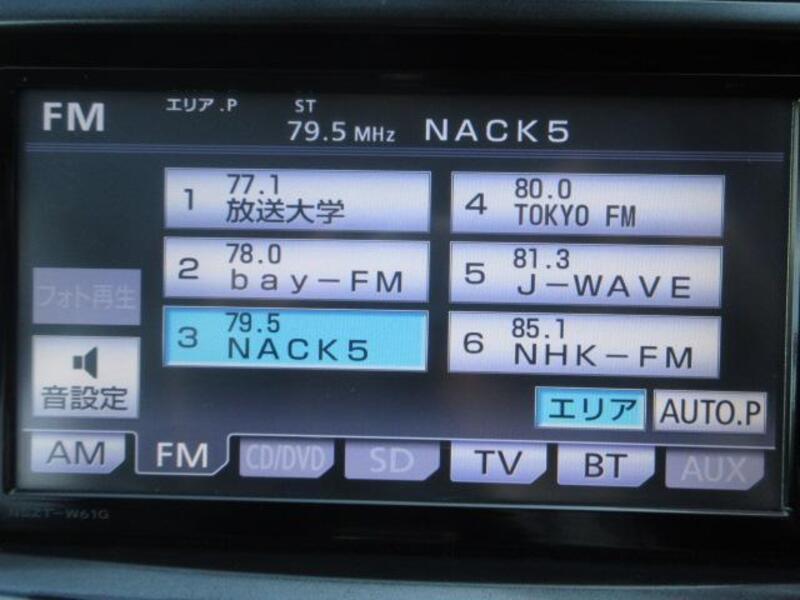 FM エリア.P ST 79.5 MHz NACK5
1 77.1 放送大学
4 80.0 TOKYO FM
2 78.0 bay-FM
5 81.3 J-WAVE
フォト再生
3 79.5 NACK5
6 85.1 NHK-FM
音設定
エリア AUTO.P
AM FM CD/DVD SD TV BT AUX
NSZT-W61G